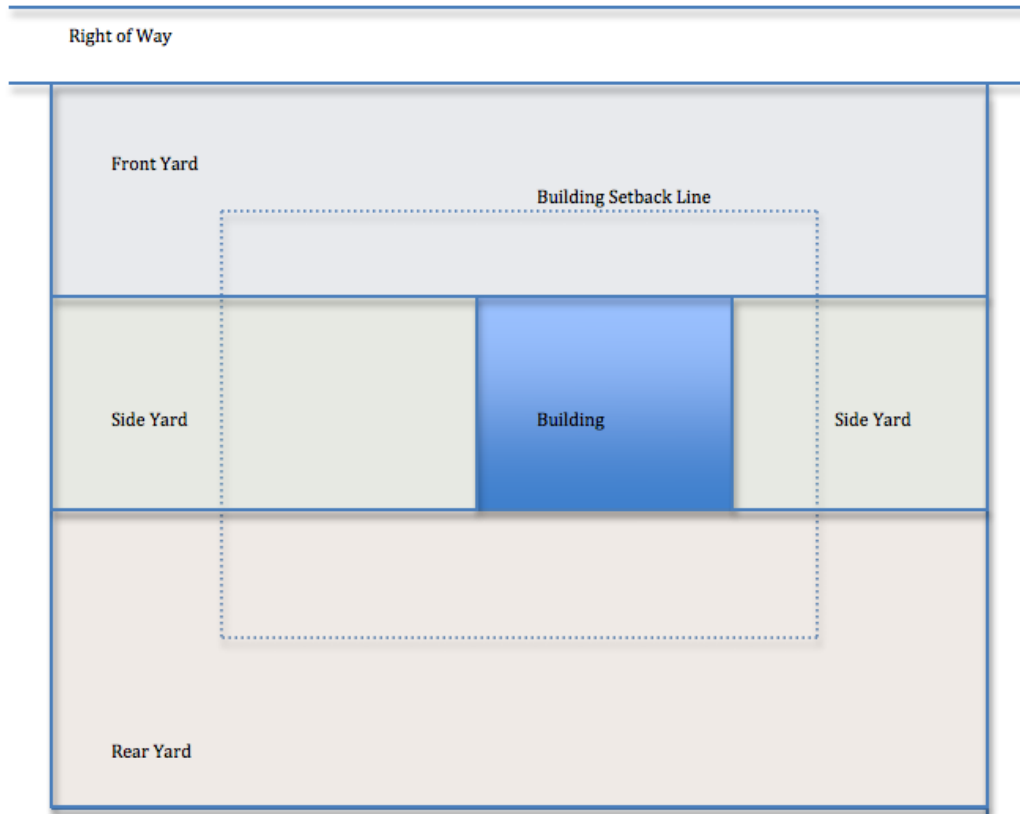 Right of Way
Front Yard
Building Setback Line
Side Yard
Building
Side Yard
Rear Yard